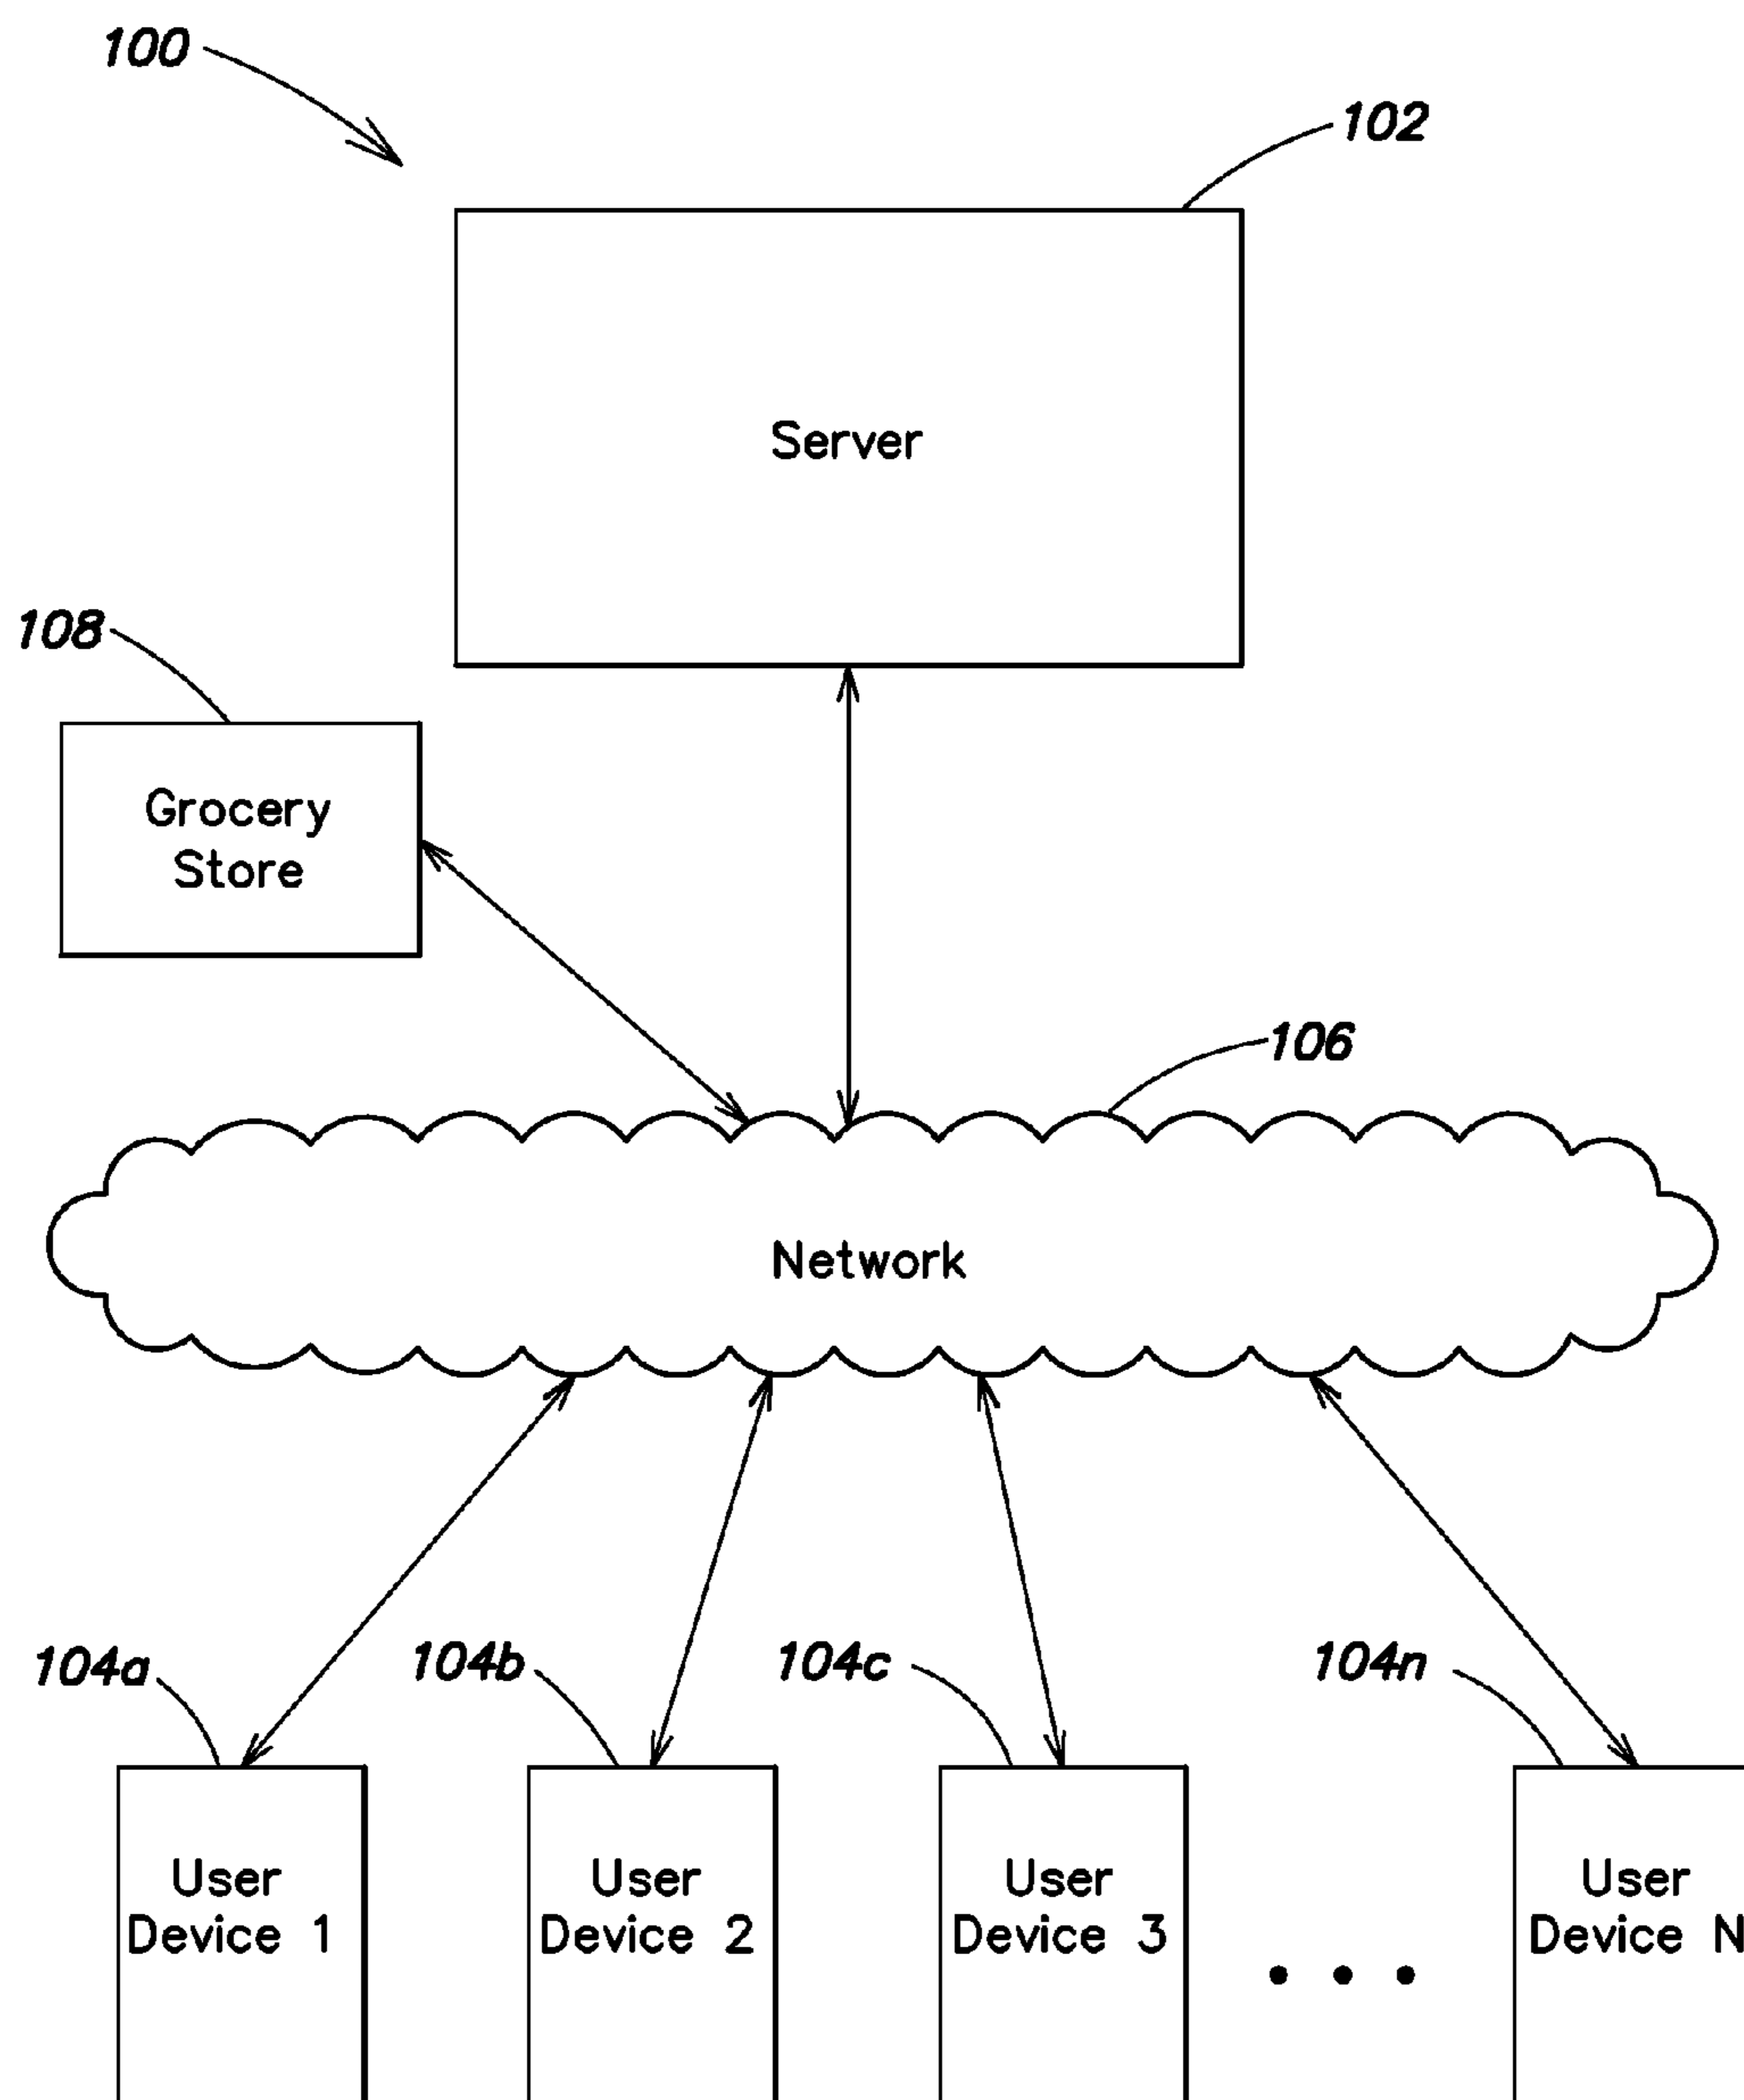 100
102
Server
108
Grocery
Store
106
Network
104a
104b
104c
104n
User
Device 1
User
Device 2
User
Device 3
User
Device N